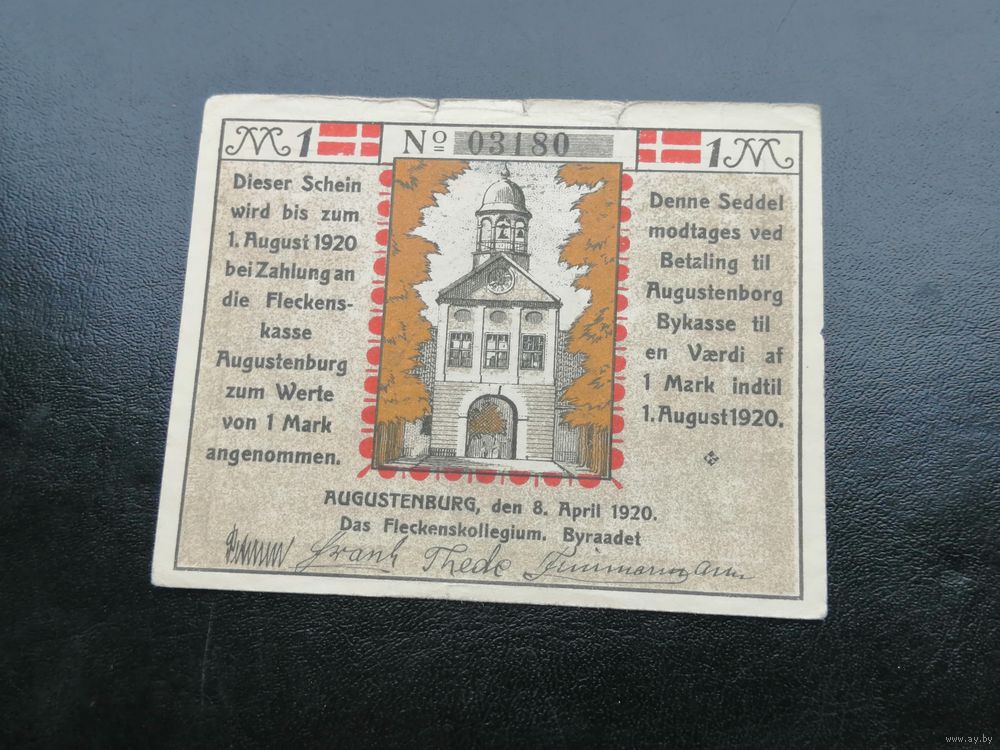 M 1 No 03180 1 M
Dieser Schein
wird bis zum
1. August 1920
bei Zahlung an
die Fleckens-
kasse
Augustenburg
zum Werte
von 1 Mark
angenommen.
Denne Seddel
modtages ved
Betaling til
Augustenborg
Bykasse til
en Værdi af
1 Mark indtil
1. August 1920.
AUGUSTENBURG, den 8. April 1920.
Das Fleckenskollegium. Byraadet
Frank Thede
www.ay.by